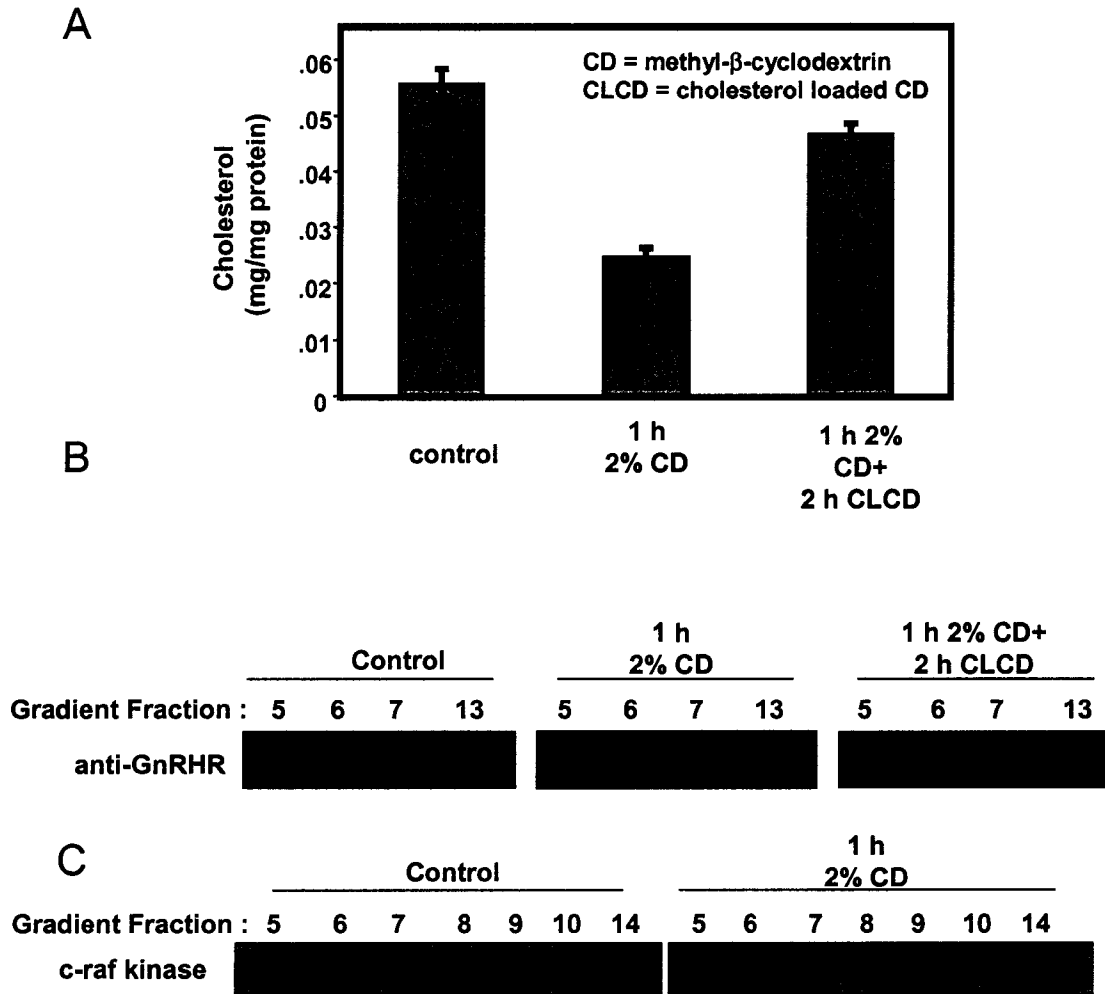 A
CD = methyl-β-cyclodextrin
CLCD = cholesterol loaded CD
Cholesterol
(mg/mg protein)
.06
.05
.04
.03
.02
.01
0
control
1 h
2% CD
1 h 2%
CD+
2 h CLCD
B
Control
1 h
2% CD
1 h 2% CD+
2 h CLCD
Gradient Fraction : 5 6 7 13 5 6 7 13 5 6 7 13
anti-GnRHR
C
Control
1 h
2% CD
Gradient Fraction : 5 6 7 8 9 10 14 5 6 7 8 9 10 14
c-raf kinase